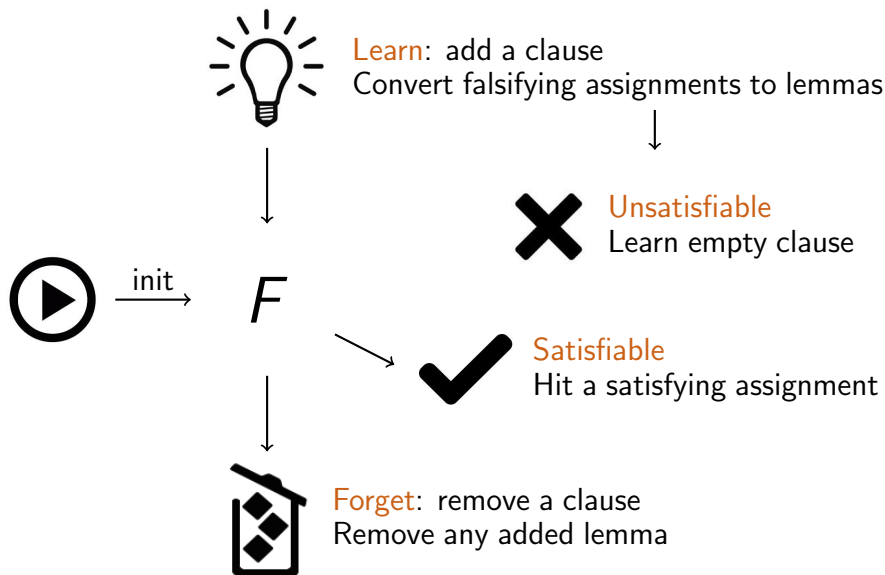 Learn: add a clause
Convert falsifying assignments to lemmas
Unsatisfiable
Learn empty clause
init
F
Satisfiable
Hit a satisfying assignment
Forget: remove a clause
Remove any added lemma